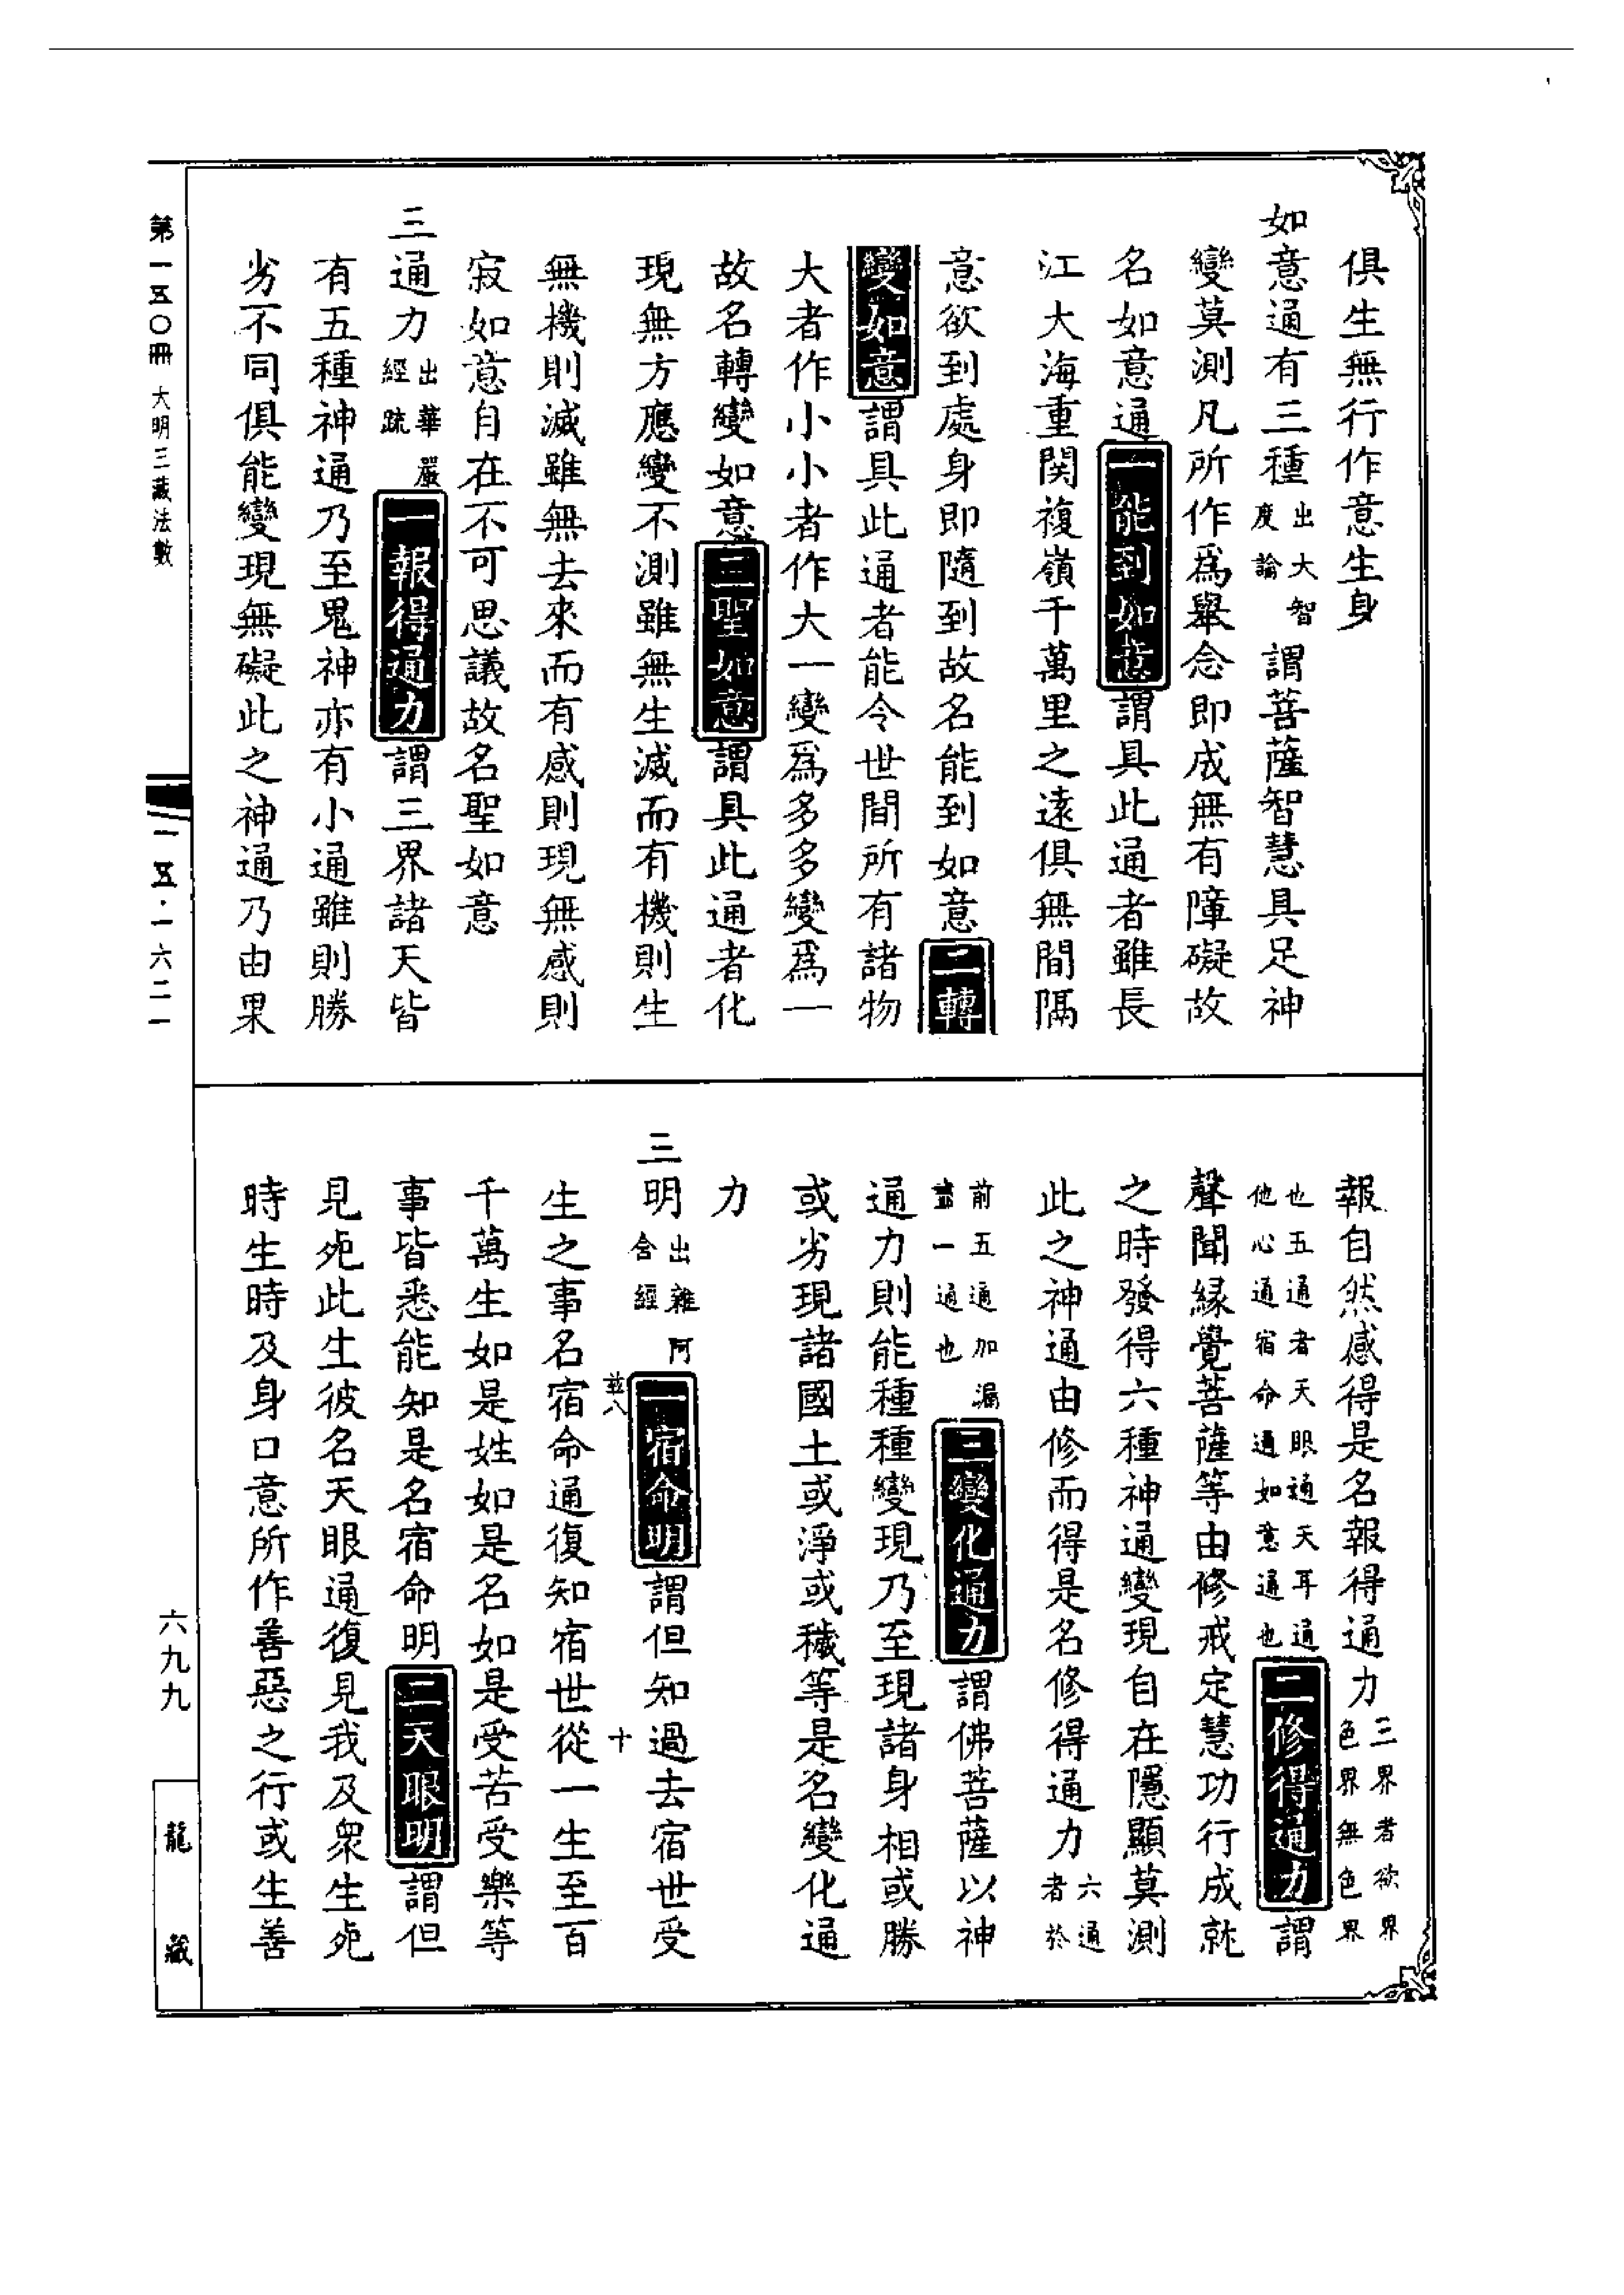 俱生無行作意生身
如意通有三種出大智度論謂菩薩智慧具足神
變莫測凡所作爲舉念即成無有障礙故
名如意通一能到如意謂具此通者雖長
江大海重関複嶺千萬里之遠俱無間隔
意欲到處身即隨到故名能到如意二轉
變如意謂具此通者能令世間所有諸物
大者作小小者作大一變爲多多變爲一
故名轉變如意三聖如意謂具此通者化
現無方應變不測雖無生滅而有機則生
無機則滅雖無去來而有感則現無感則
寂如意自在不可思議故名聖如意
三通力出華嚴經疏一報得通力謂三界諸天皆
有五種神通乃至鬼神亦有小通雖則勝
劣不同俱能變現無礙此之神通乃由果
報自然感得是名報得通力三界者欲界色界無色界
也五通者天眼通天耳通他心通宿命通如意通也二修得通力謂
聲聞緣覺菩薩等由修戒定慧功行成就
之時發得六種神通變現自在隱顯莫測
此之神通由修而得是名修得通力六通者於
前五通加漏盡一通也三變化通力謂佛菩薩以神
通力則能種種變現乃至現諸身相或勝
或劣現諸國土或淨或穢等是名變化通
力
三明出雜阿含經一宿命明謂但知過去宿世受
並八 十
生之事名宿命通復知宿世從一生至百
千萬生如是姓如是名如是受苦受樂等
事皆悉能知是名宿命明二天眼明謂但
見死此生彼名天眼通復見我及衆生死
時生時及身口意所作善惡之行或生善
第一五〇冊 大明三藏法數
一五·一六二一
六九九
龍藏